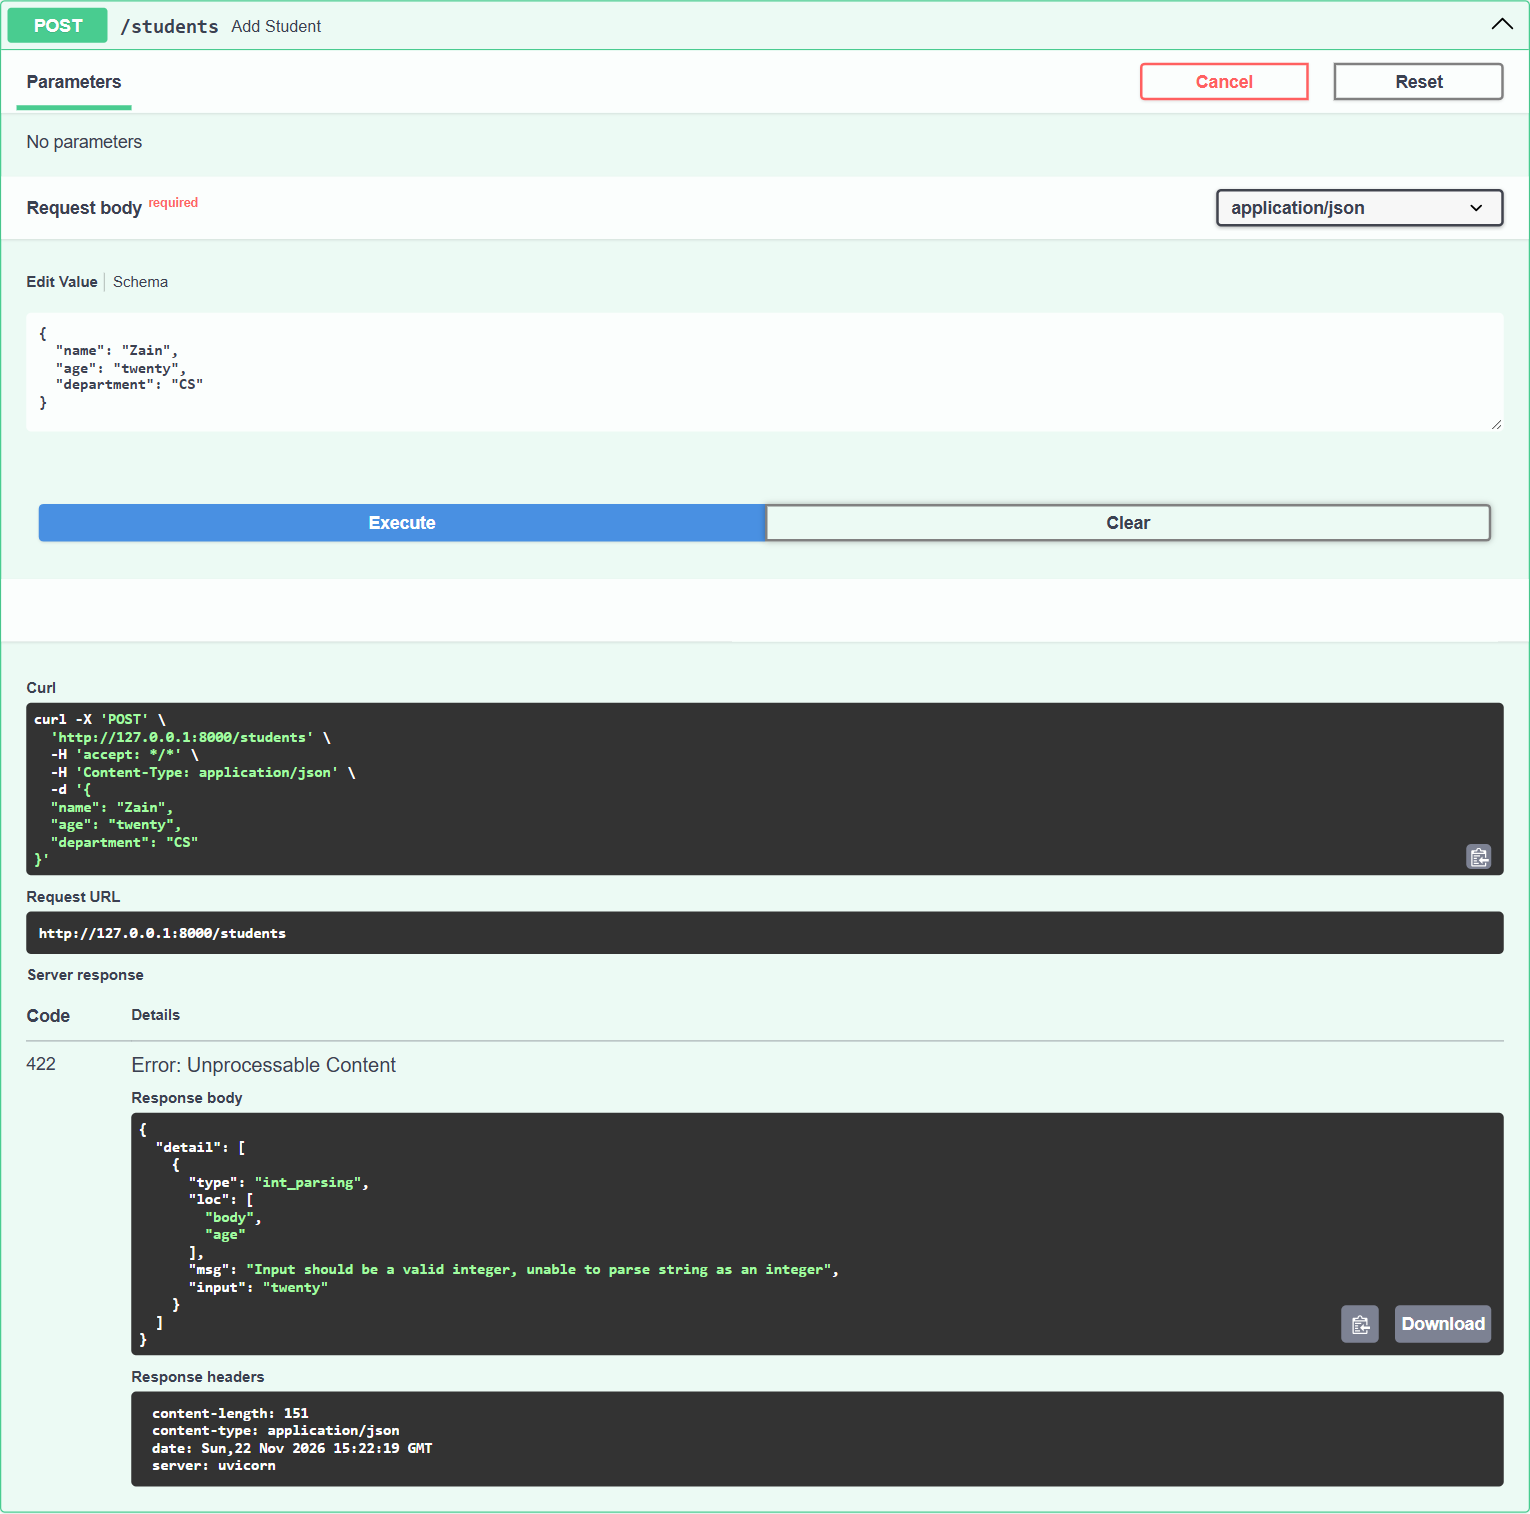 POST /students Add Student
Parameters Cancel Reset
No parameters
Request body required application/json
Edit Value Schema
{
  "name": "Zain",
  "age": "twenty",
  "department": "CS"
}
Execute Clear
Curl
curl -X 'POST' \
  'http://127.0.0.1:8000/students' \
  -H 'accept: */*' \
  -H 'Content-Type: application/json' \
  -d '{
  "name": "Zain",
  "age": "twenty",
  "department": "CS"
}'
Request URL
http://127.0.0.1:8000/students
Server response
Code Details
422 Error: Unprocessable Content
Response body
{
  "detail": [
    {
      "type": "int_parsing",
      "loc": [
        "body",
        "age"
      ],
      "msg": "Input should be a valid integer, unable to parse string as an integer",
      "input": "twenty"
    }
  ]
}
Download
Response headers
content-length: 151
content-type: application/json
date: Sun,22 Nov 2026 15:22:19 GMT
server: uvicorn